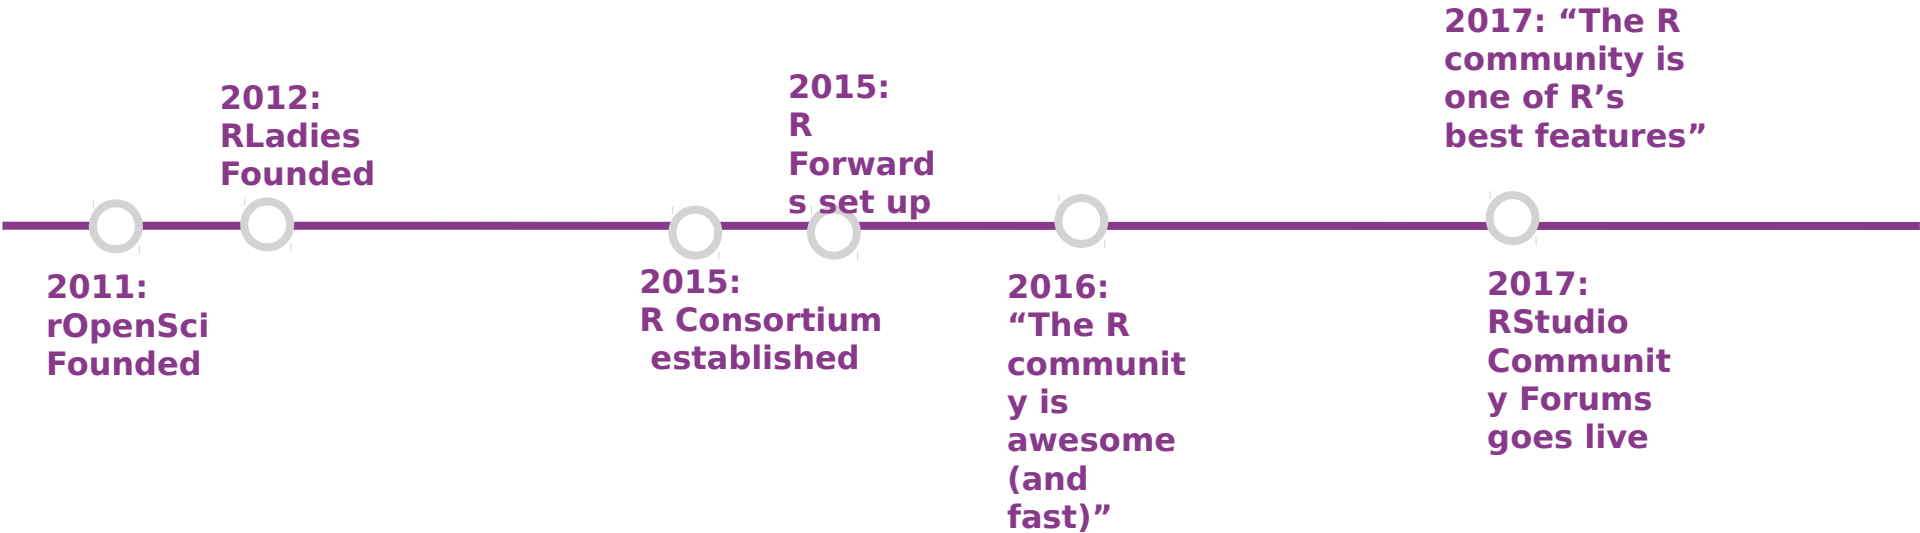 2011:
rOpenSci
Founded
2012:
RLadies
Founded
2015:
R Consortium
established
2015:
R
Forward
s set up
2016:
“The R
communit
y is
awesome
(and
fast)”
2017: “The R
community is
one of R’s
best features”
2017:
RStudio
Communit
y Forums
goes live